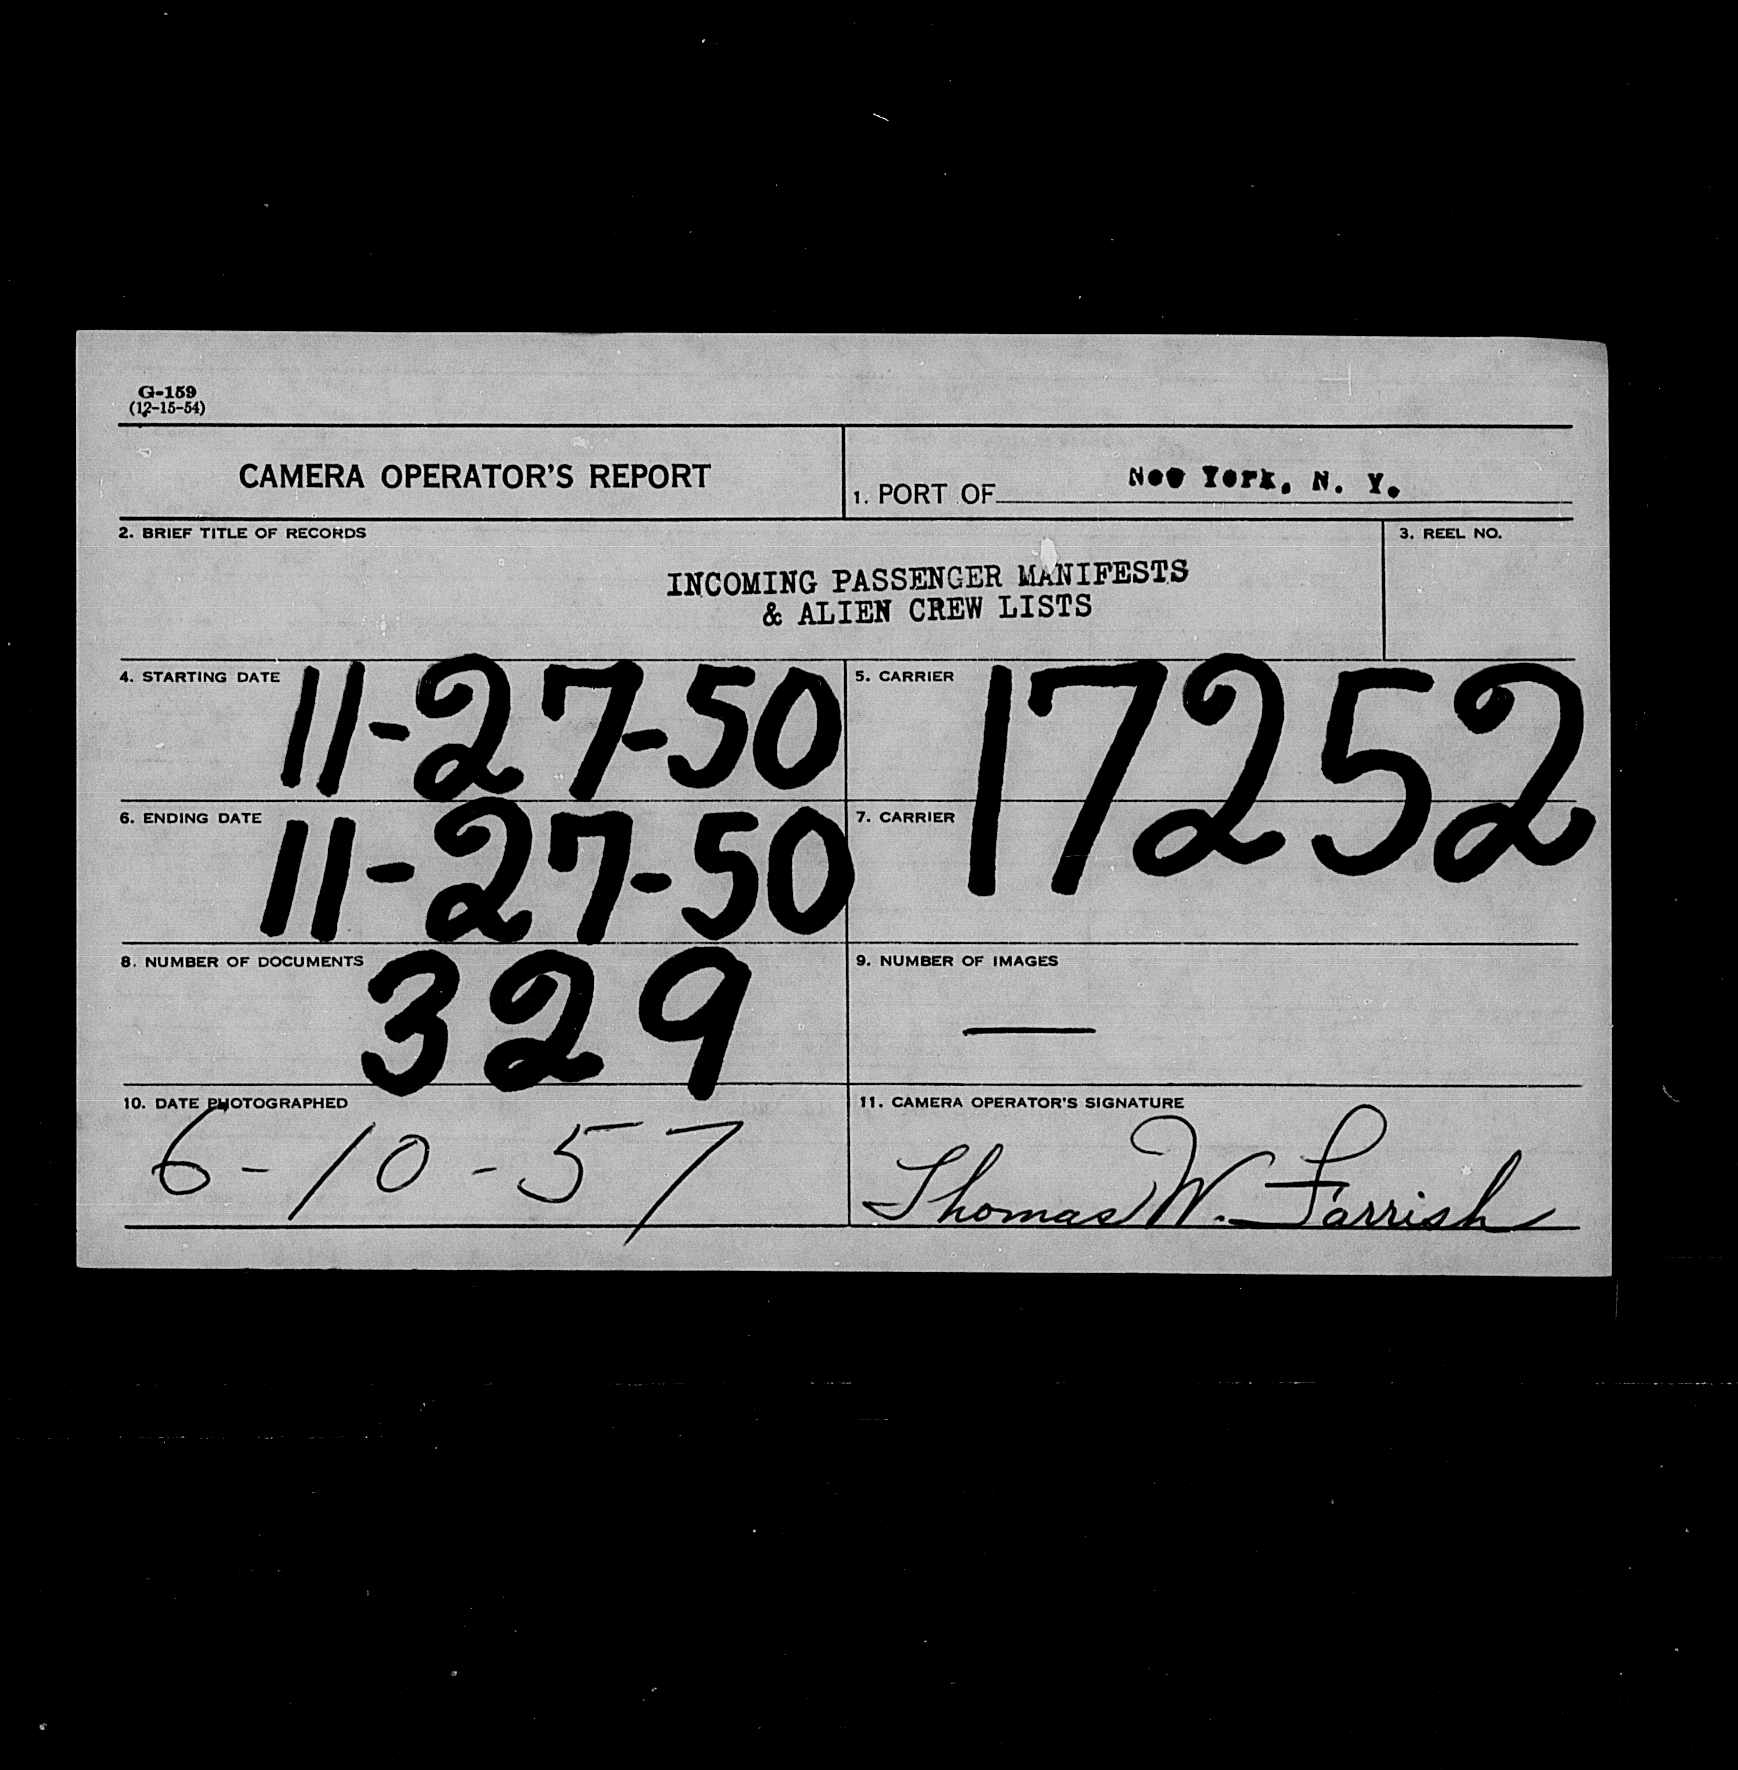 G-159
(12-15-54)
CAMERA OPERATOR'S REPORT
1. PORT OF New York, N. Y.
2. BRIEF TITLE OF RECORDS
3. REEL NO.
INCOMING PASSENGER MANIFESTS
& ALIEN CREW LISTS
4. STARTING DATE 11-27-50
5. CARRIER 17252
6. ENDING DATE 11-27-50
7. CARRIER
8. NUMBER OF DOCUMENTS 329
9. NUMBER OF IMAGES —
10. DATE PHOTOGRAPHED
11. CAMERA OPERATOR'S SIGNATURE
6-10-57
Thomas W. Farrish